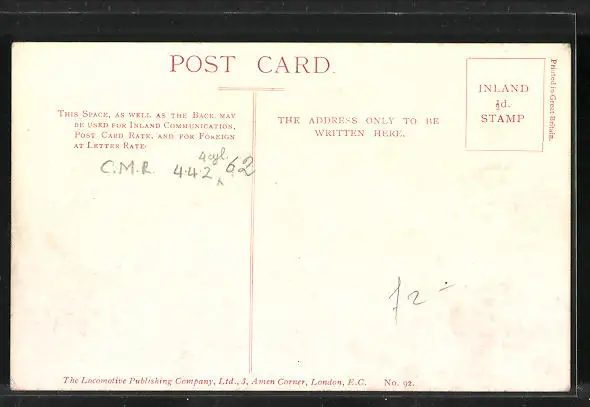 POST CARD.
THIS SPACE, AS WELL AS THE BACK, MAY
BE USED FOR INLAND COMMUNICATION,
POST CARD RATE, AND FOR FOREIGN
AT LETTER RATE.
THE ADDRESS ONLY TO BE
WRITTEN HERE.
INLAND
½d.
STAMP
Printed in Great Britain.
C.M.R. 4.4.2 4 cyl. 62
The Locomotive Publishing Company, Ltd., 3, Amen Corner, London, E.C. No. 92.